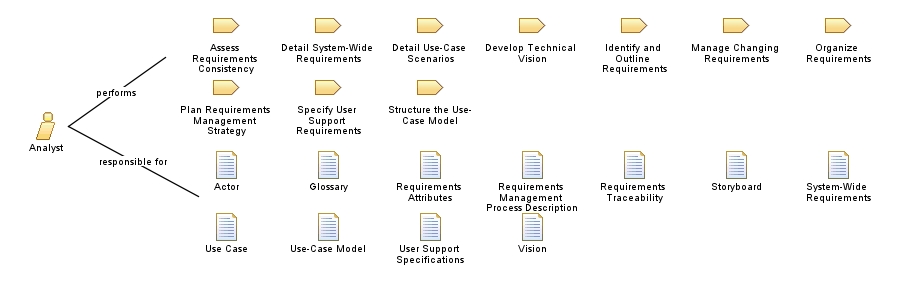 Assess Requirements Consistency
Detail System-Wide Requirements
Detail Use-Case Scenarios
Develop Technical Vision
Identify and Outline Requirements
Manage Changing Requirements
Organize Requirements
performs
Plan Requirements Management Strategy
Specify User Support Requirements
Structure the Use-Case Model
Analyst
responsible for
Actor
Glossary
Requirements Attributes
Requirements Management Process Description
Requirements Traceability
Storyboard
System-Wide Requirements
Use Case
Use-Case Model
User Support Specifications
Vision